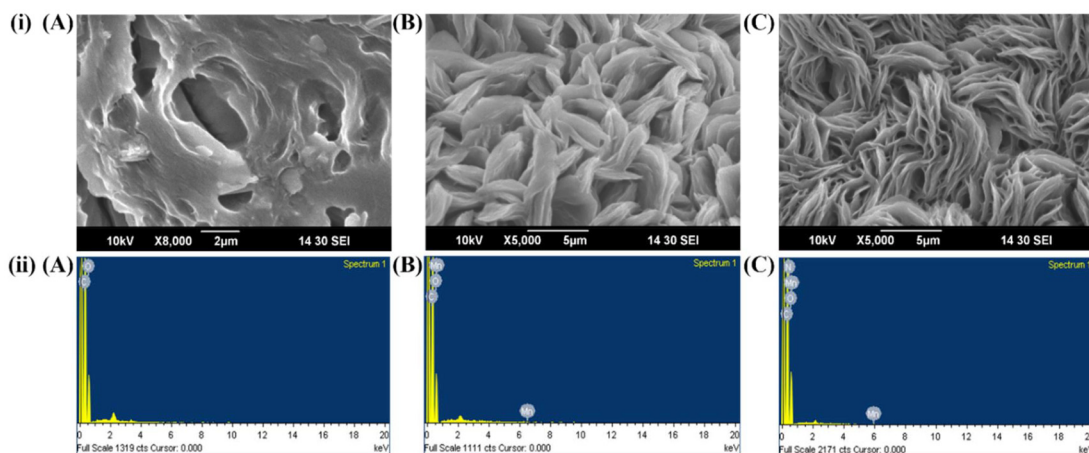 (i) (A)
(B)
(C)
10kV X8,000 2µm 14 30 SEI
10kV X5,000 5µm 14 30 SEI
10kV X5,000 5µm 14 30 SEI
(ii) (A)
(B)
(C)
Spectrum 1
O
C
0 2 4 6 8 10 12 14 16 18 20
Full Scale 1319 cts Cursor: 0.000 keV
Spectrum 1
Mn
O
C
Mn
0 2 4 6 8 10 12 14 16 18 20
Full Scale 1111 cts Cursor: 0.000 keV
Spectrum 1
N
Mn
O
C
Mn
0 2 4 6 8 10 12 14 16 18 20
Full Scale 2171 cts Cursor: 0.000 keV